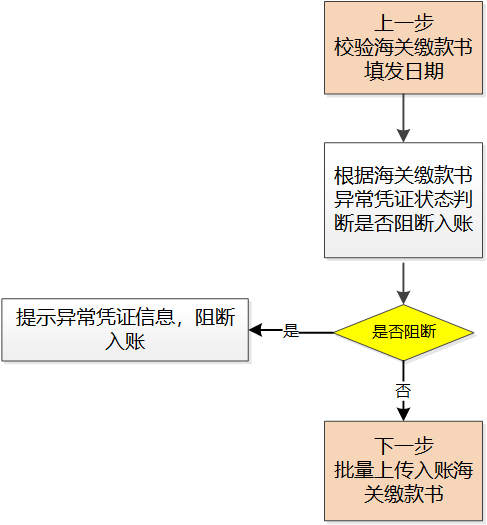 上一步
校验海关缴款书
填发日期
根据海关缴款书
异常凭证状态判
断是否阻断入账
是否阻断
是
提示异常凭证信息，阻断
入账
否
下一步
批量上传入账海
关缴款书